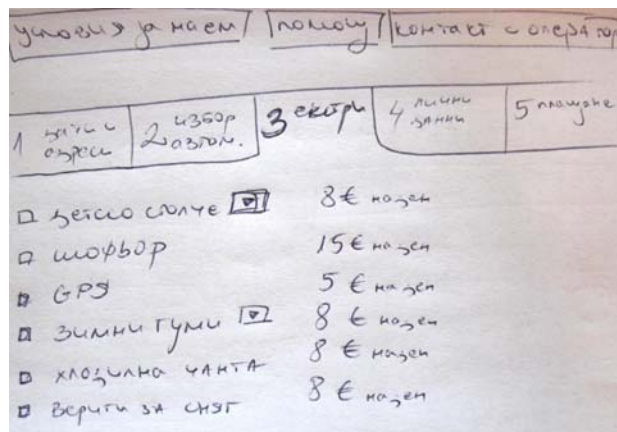 условия за наем помощ контакт с оператор
1 дати и адреси 2 избор автом. 3 екстри 4 лични данни 5 плащане
детско столче 8 € на ден
шофьор 15 € на ден
GPS 5 € на ден
зимни гуми 8 € на ден
хладилна чанта 8 € на ден
вериги за сняг 8 € на ден